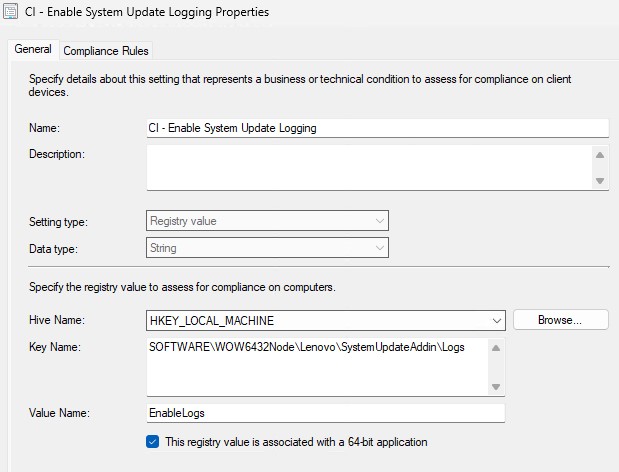 CI - Enable System Update Logging Properties
General Compliance Rules
Specify details about this setting that represents a business or technical condition to assess for compliance on client
devices.
Name: CI - Enable System Update Logging
Description:
Setting type: Registry value
Data type: String
Specify the registry value to assess for compliance on computers.
Hive Name: HKEY_LOCAL_MACHINE Browse...
Key Name: SOFTWARE\WOW6432Node\Lenovo\SystemUpdateAddin\Logs
Value Name: EnableLogs
This registry value is associated with a 64-bit application